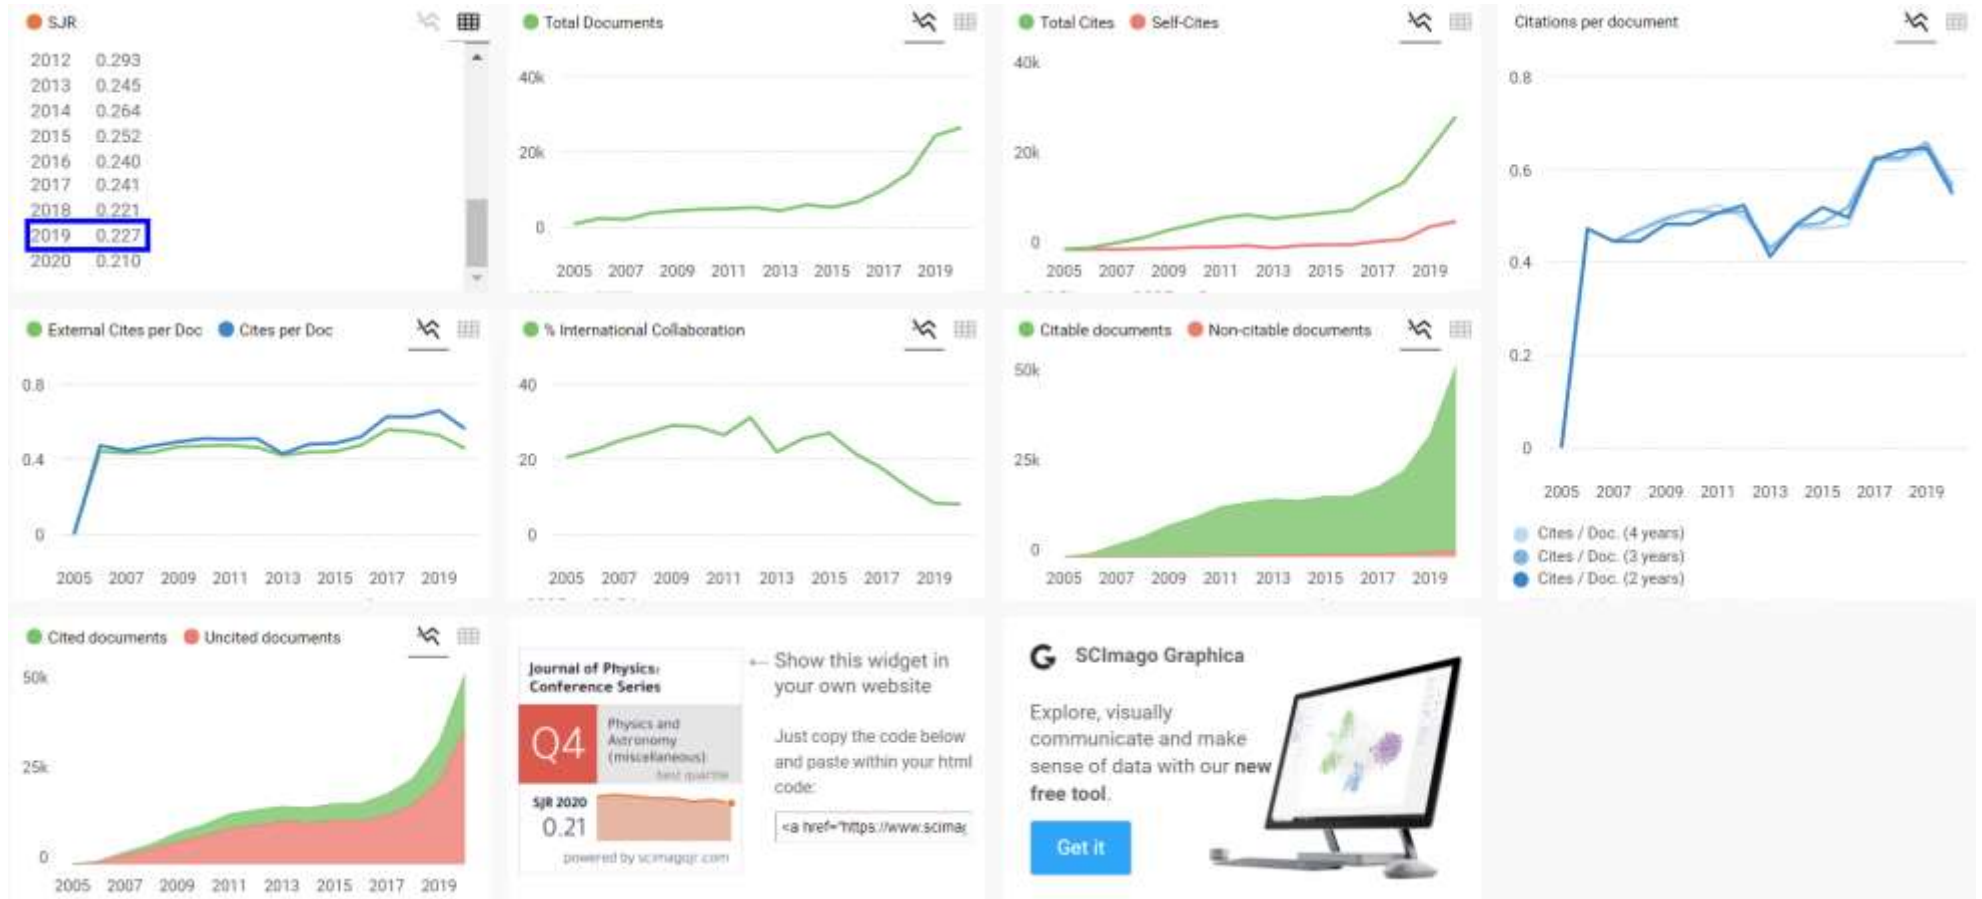 SJR
2012 0.293
2013 0.245
2014 0.264
2015 0.252
2016 0.240
2017 0.241
2018 0.221
2019 0.227
2020 0.210
Total Documents
40k
20k
0
2005 2007 2009 2011 2013 2015 2017 2019
Total Cites Self-Cites
40k
20k
0
2005 2007 2009 2011 2013 2015 2017 2019
Citations per document
0.8
0.6
0.4
0.2
0
2005 2007 2009 2011 2013 2015 2017 2019
Cites / Doc. (4 years)
Cites / Doc. (3 years)
Cites / Doc. (2 years)
External Cites per Doc Cites per Doc
0.8
0.4
0
2005 2007 2009 2011 2013 2015 2017 2019
% International Collaboration
40
20
0
2005 2007 2009 2011 2013 2015 2017 2019
Citable documents Non-citable documents
50k
25k
0
2005 2007 2009 2011 2013 2015 2017 2019
Cited documents Uncited documents
50k
25k
0
2005 2007 2009 2011 2013 2015 2017 2019
Journal of Physics:
Conference Series
Q4
Physics and
Astronomy
(miscellaneous)
best quartile
SJR 2020
0.21
powered by scimagojr.com
← Show this widget in
your own website
Just copy the code below
and paste within your html
code:
<a href="https://www.scimag
SCImago Graphica
Explore, visually
communicate and make
sense of data with our new
free tool.
Get it